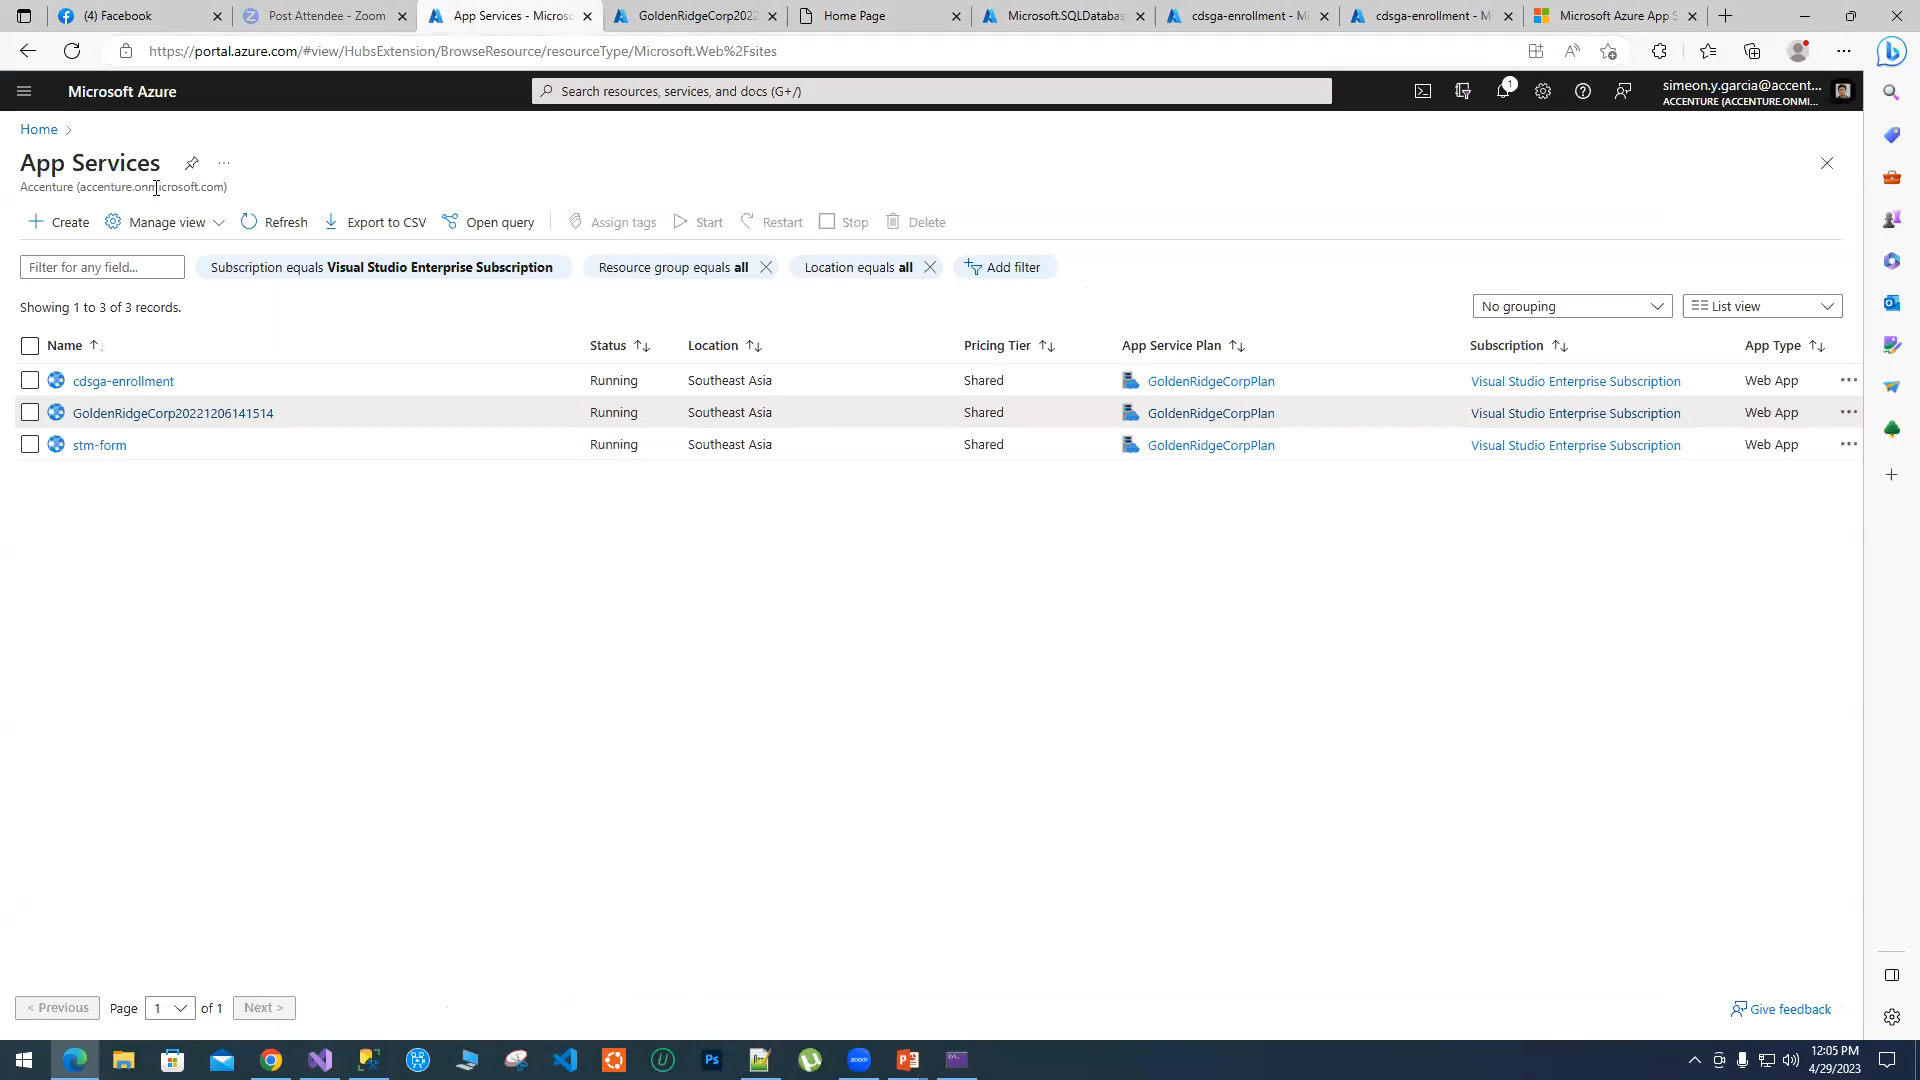 (4) Facebook
Post Attendee - Zoom
App Services - Microsc
GoldenRidgeCorp2022
Home Page
Microsoft.SQLDatabas
cdsga-enrollment - Mi
cdsga-enrollment - Mi
Microsoft Azure App S
https://portal.azure.com/#view/HubsExtension/BrowseResource/resourceType/Microsoft.Web%2Fsites
Microsoft Azure
Search resources, services, and docs (G+/)
1
simeon.y.garcia@accent...
ACCENTURE (ACCENTURE.ONMI...
Home
App Services
Accenture (accenture.onmicrosoft.com)
Create
Manage view
Refresh
Export to CSV
Open query
Assign tags
Start
Restart
Stop
Delete
Filter for any field...
Subscription equals Visual Studio Enterprise Subscription
Resource group equals all
Location equals all
Add filter
Showing 1 to 3 of 3 records.
No grouping
List view
Name
Status
Location
Pricing Tier
App Service Plan
Subscription
App Type
cdsga-enrollment
Running
Southeast Asia
Shared
GoldenRidgeCorpPlan
Visual Studio Enterprise Subscription
Web App
GoldenRidgeCorp20221206141514
Running
Southeast Asia
Shared
GoldenRidgeCorpPlan
Visual Studio Enterprise Subscription
Web App
stm-form
Running
Southeast Asia
Shared
GoldenRidgeCorpPlan
Visual Studio Enterprise Subscription
Web App
< Previous
Page
1
of 1
Next >
Give feedback
Ps
zoom
12:05 PM
4/29/2023